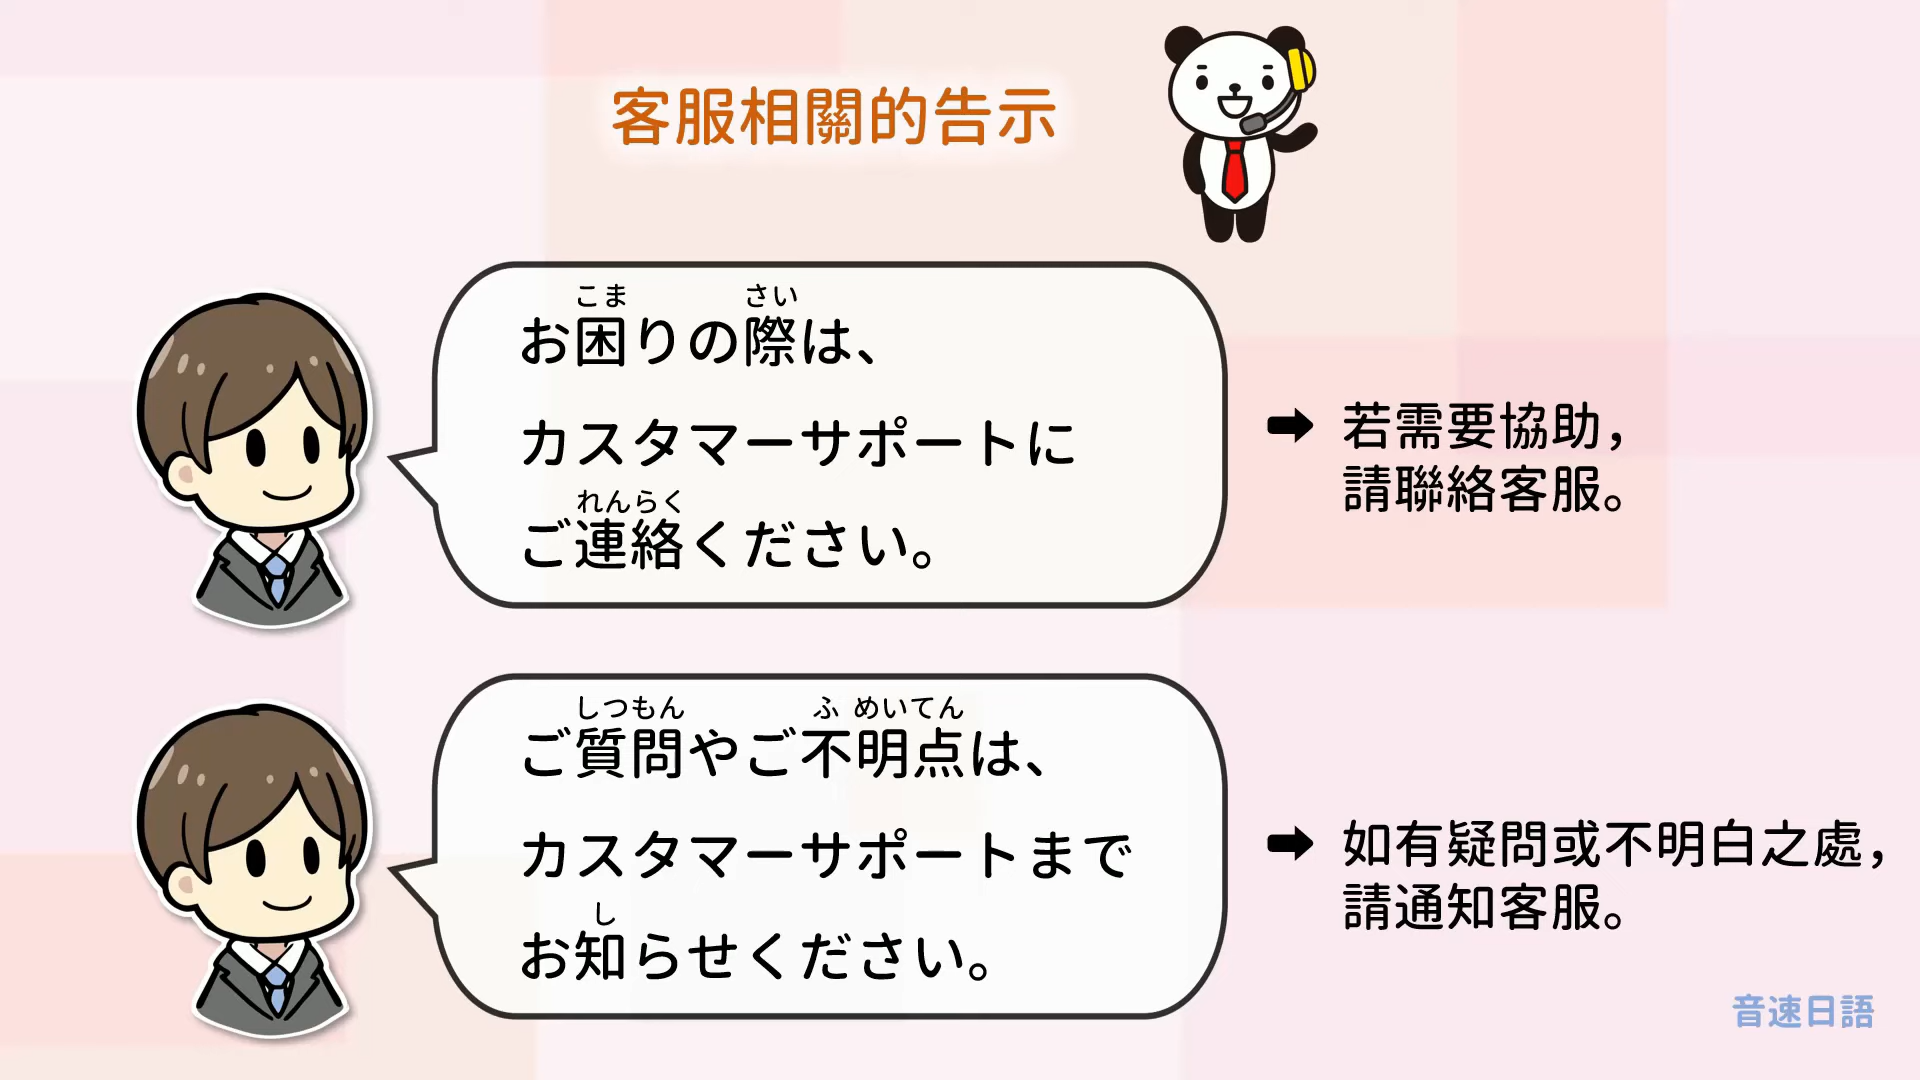 客服相關的告示
こま さい
お困りの際は、
カスタマーサポートに
れんらく
ご連絡ください。
若需要協助，
請聯絡客服。
しつもん ふ めいてん
ご質問やご不明点は、
カスタマーサポートまで
し
お知らせください。
如有疑問或不明白之處，
請通知客服。
音速日語